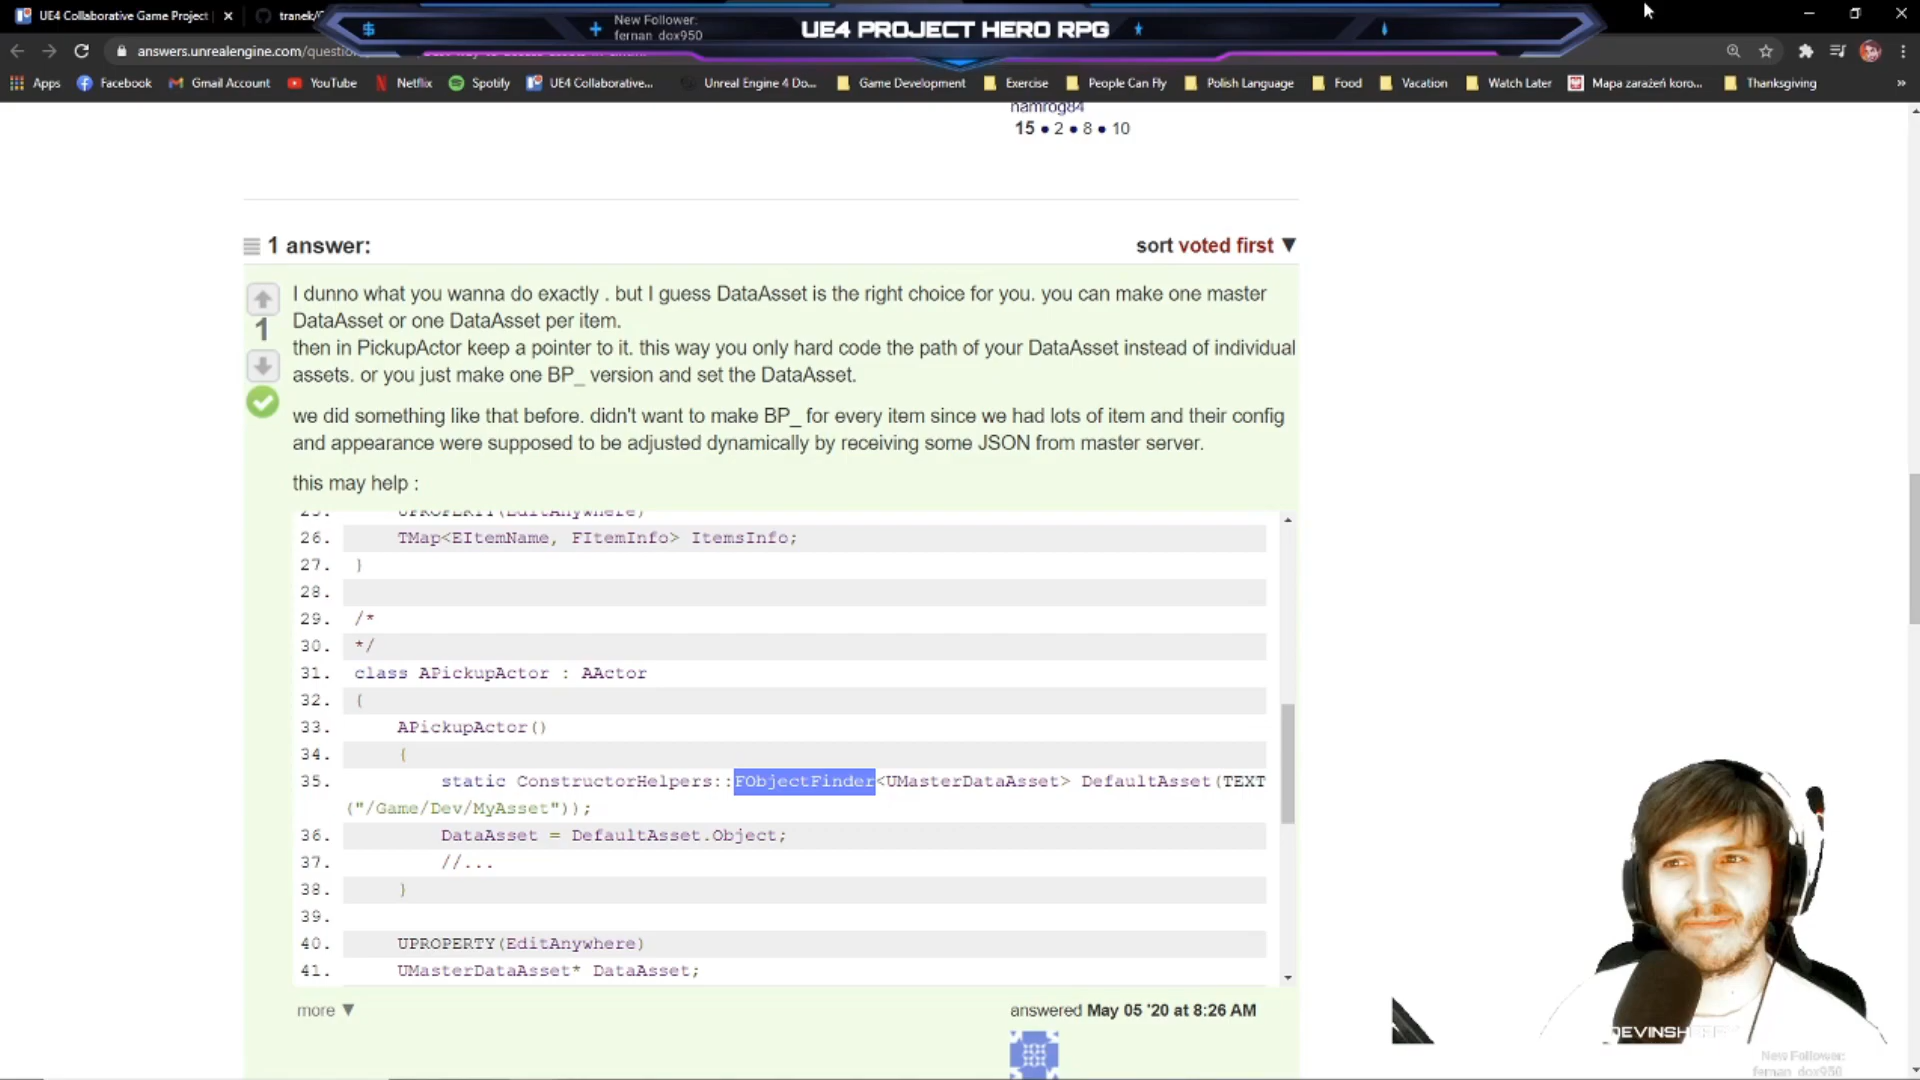 UE4 Collaborative Game Project
tranek/
New Follower:
fernan_dox950
UE4 PROJECT HERO RPG
answers.unrealengine.com/questio
Apps
Facebook
Gmail Account
YouTube
Netflix
Spotify
UE4 Collaborative...
Unreal Engine 4 Do...
Game Development
Exercise
People Can Fly
Polish Language
Food
Vacation
Watch Later
Mapa zarażeń koro...
Thanksgiving
»
namrog84
15 • 2 • 8 • 10
1 answer:
sort voted first ▼
1
I dunno what you wanna do exactly . but I guess DataAsset is the right choice for you. you can make one master
DataAsset or one DataAsset per item.
then in PickupActor keep a pointer to it. this way you only hard code the path of your DataAsset instead of individual
assets. or you just make one BP_ version and set the DataAsset.
we did something like that before. didn't want to make BP_ for every item since we had lots of item and their config
and appearance were supposed to be adjusted dynamically by receiving some JSON from master server.
this may help :
25. UPROPERTY(EditAnywhere)
26. TMap<EItemName, FItemInfo> ItemsInfo;
27. }
28.
29. /*
30. */
31. class APickupActor : AActor
32. {
33. APickupActor()
34. {
35. static ConstructorHelpers::FObjectFinder<UMasterDataAsset> DefaultAsset(TEXT
("/Game/Dev/MyAsset"));
36. DataAsset = DefaultAsset.Object;
37. //...
38. }
39.
40. UPROPERTY(EditAnywhere)
41. UMasterDataAsset* DataAsset;
more ▼
answered May 05 '20 at 8:26 AM
New Follower:
fernan_dox950